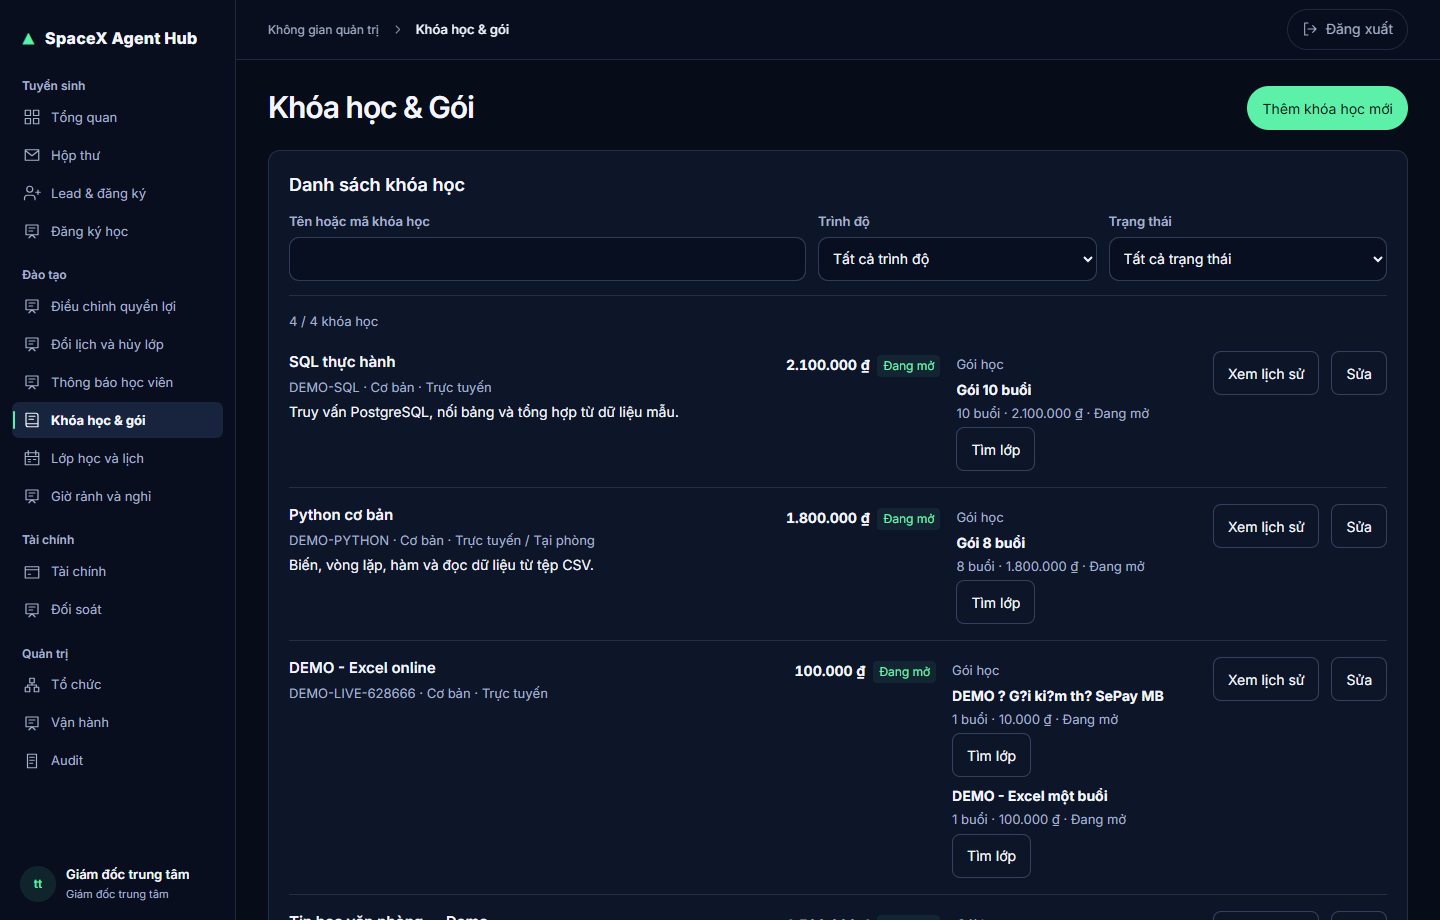 SpaceX Agent Hub
Tuyển sinh
Tổng quan
Hộp thư
Lead & đăng ký
Đăng ký học
Đào tạo
Điều chỉnh quyền lợi
Đổi lịch và hủy lớp
Thông báo học viên
Khóa học & gói
Lớp học và lịch
Giờ rảnh và nghỉ
Tài chính
Tài chính
Đối soát
Quản trị
Tổ chức
Vận hành
Audit
tt
Giám đốc trung tâm
Giám đốc trung tâm
Không gian quản trị > Khóa học & gói
Đăng xuất
Khóa học & Gói
Thêm khóa học mới
Danh sách khóa học
Tên hoặc mã khóa học
Trình độ
Tất cả trình độ
Trạng thái
Tất cả trạng thái
4 / 4 khóa học
SQL thực hành
DEMO-SQL · Cơ bản · Trực tuyến
Truy vấn PostgreSQL, nối bảng và tổng hợp từ dữ liệu mẫu.
2.100.000 ₫ Đang mở
Gói học
Gói 10 buổi
10 buổi · 2.100.000 ₫ · Đang mở
Tìm lớp
Xem lịch sử
Sửa
Python cơ bản
DEMO-PYTHON · Cơ bản · Trực tuyến / Tại phòng
Biến, vòng lặp, hàm và đọc dữ liệu từ tệp CSV.
1.800.000 ₫ Đang mở
Gói học
Gói 8 buổi
8 buổi · 1.800.000 ₫ · Đang mở
Tìm lớp
Xem lịch sử
Sửa
DEMO - Excel online
DEMO-LIVE-628666 · Cơ bản · Trực tuyến
100.000 ₫ Đang mở
Gói học
DEMO ? G?i ki?m th? SePay MB
1 buổi · 10.000 ₫ · Đang mở
Tìm lớp
DEMO - Excel một buổi
1 buổi · 100.000 ₫ · Đang mở
Tìm lớp
Xem lịch sử
Sửa